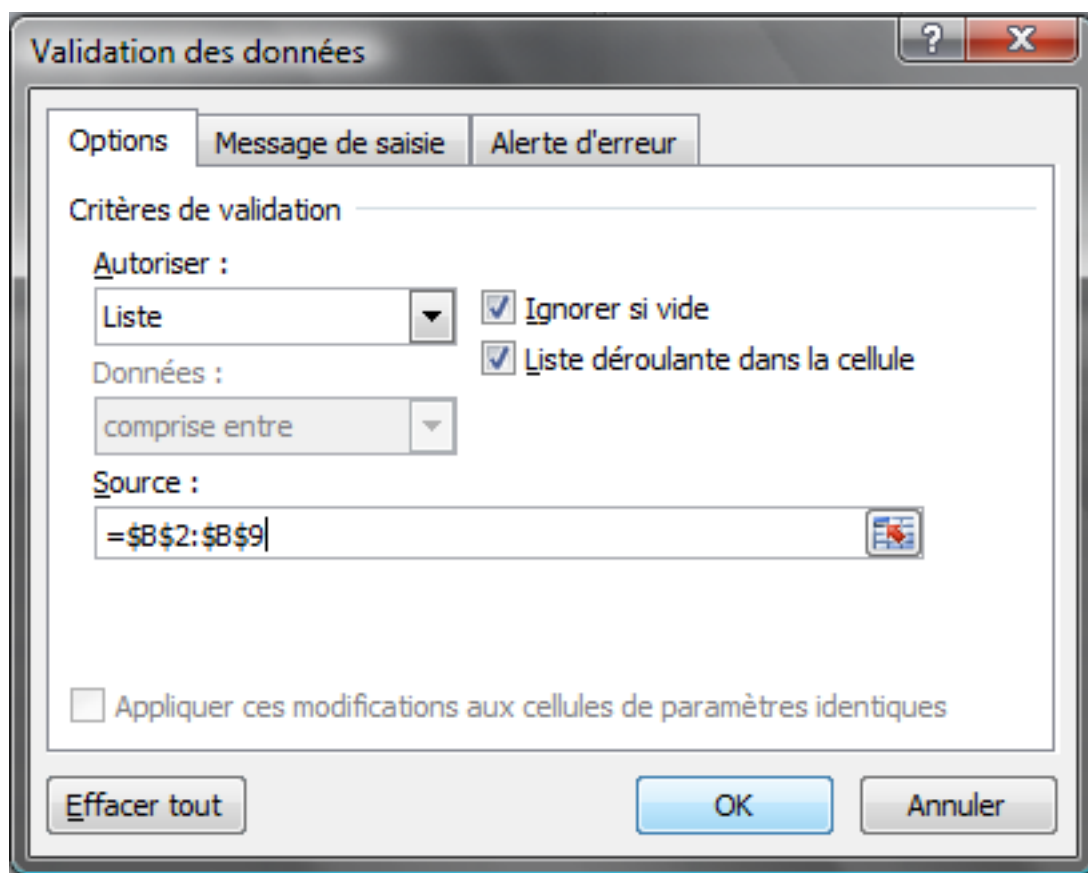 Validation des données
?
X
Options
Message de saisie
Alerte d'erreur
Critères de validation
Autoriser :
Liste
Ignorer si vide
Liste déroulante dans la cellule
Données :
comprise entre
Source :
=$B$2:$B$9
Appliquer ces modifications aux cellules de paramètres identiques
Effacer tout
OK
Annuler